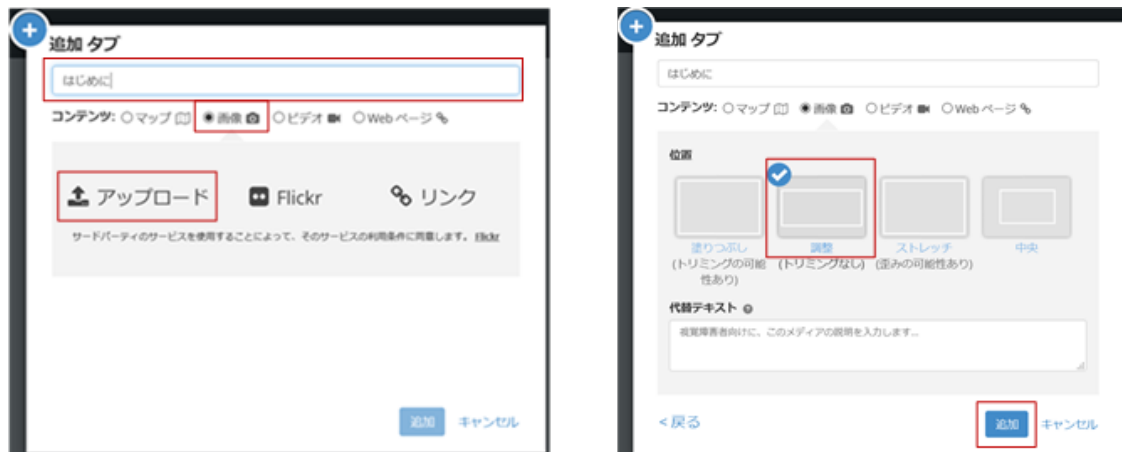 追加 タブ
はじめに
コンテンツ: マップ 画像 ビデオ Web ページ
アップロード Flickr リンク
サードパーティのサービスを使用することによって、そのサービスの利用条件に同意します。 Flickr
追加 キャンセル
追加 タブ
はじめに
コンテンツ: マップ 画像 ビデオ Web ページ
位置
塗りつぶし 調整 ストレッチ 中央
(トリミングの可能 (トリミングなし) (歪みの可能性あり)
性あり)
代替テキスト
視覚障害者向けに、このメディアの説明を入力します...
< 戻る 追加 キャンセル